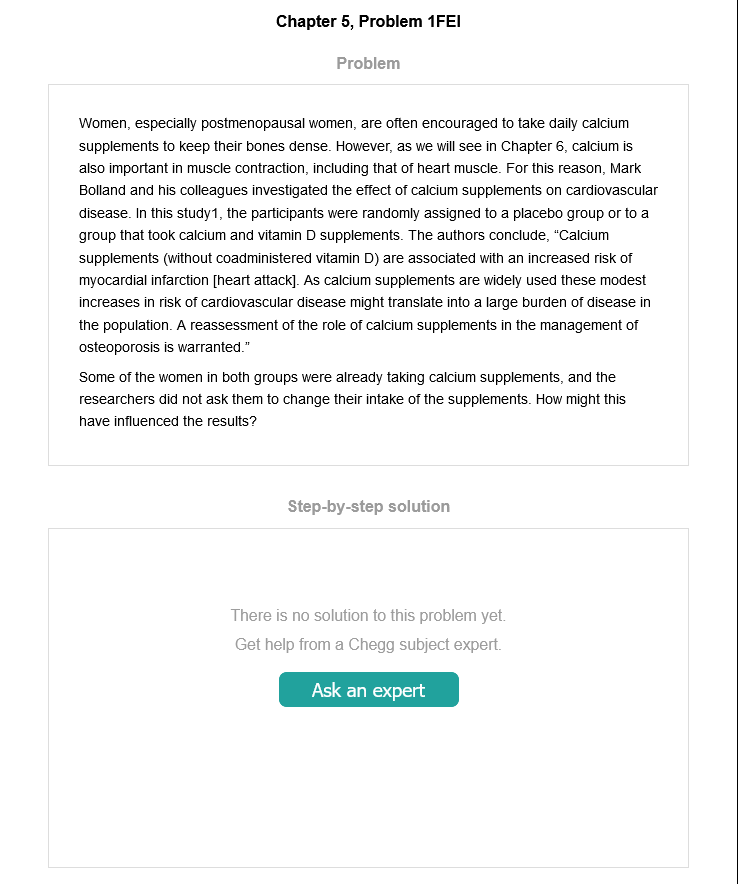 Chapter 5, Problem 1FEI
Problem
Women, especially postmenopausal women, are often encouraged to take daily calcium
supplements to keep their bones dense. However, as we will see in Chapter 6, calcium is
also important in muscle contraction, including that of heart muscle. For this reason, Mark
Bolland and his colleagues investigated the effect of calcium supplements on cardiovascular
disease. In this study1, the participants were randomly assigned to a placebo group or to a
group that took calcium and vitamin D supplements. The authors conclude, “Calcium
supplements (without coadministered vitamin D) are associated with an increased risk of
myocardial infarction [heart attack]. As calcium supplements are widely used these modest
increases in risk of cardiovascular disease might translate into a large burden of disease in
the population. A reassessment of the role of calcium supplements in the management of
osteoporosis is warranted.”
Some of the women in both groups were already taking calcium supplements, and the
researchers did not ask them to change their intake of the supplements. How might this
have influenced the results?
Step-by-step solution
There is no solution to this problem yet.
Get help from a Chegg subject expert.
Ask an expert